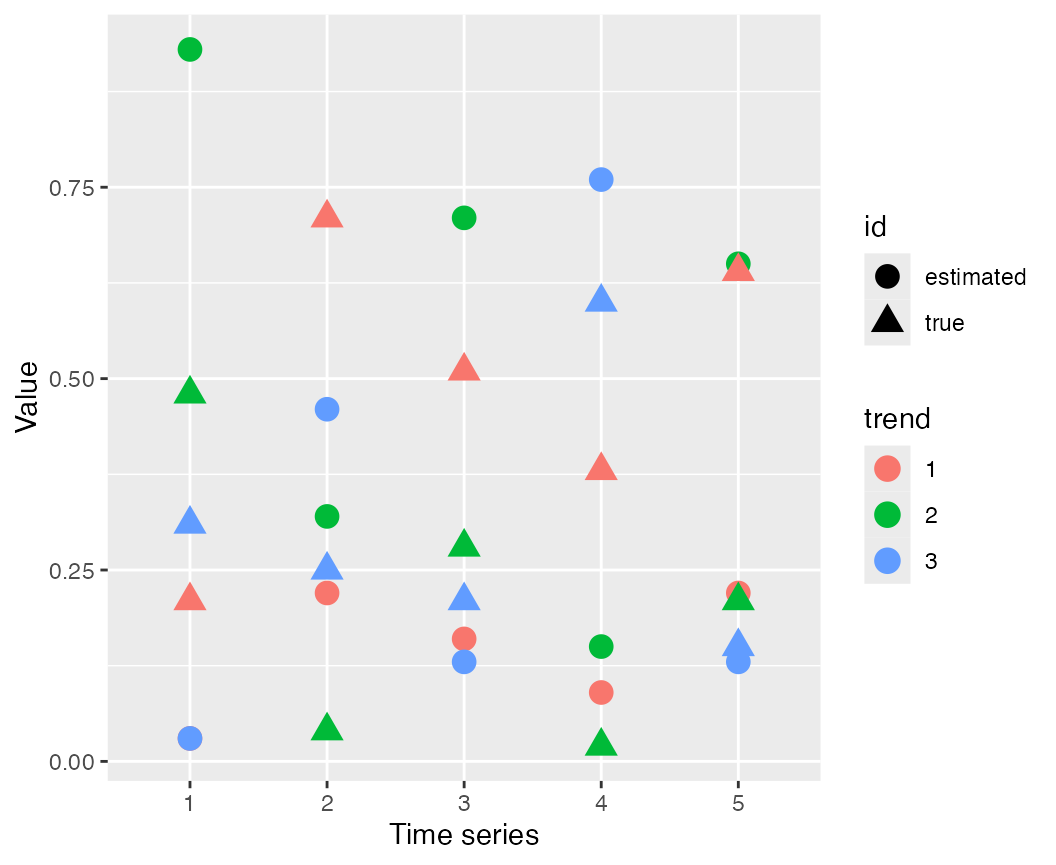 0.75
0.50
0.25
0.00
Value
1 2 3 4 5
Time series
id
estimated
true
trend
1
2
3